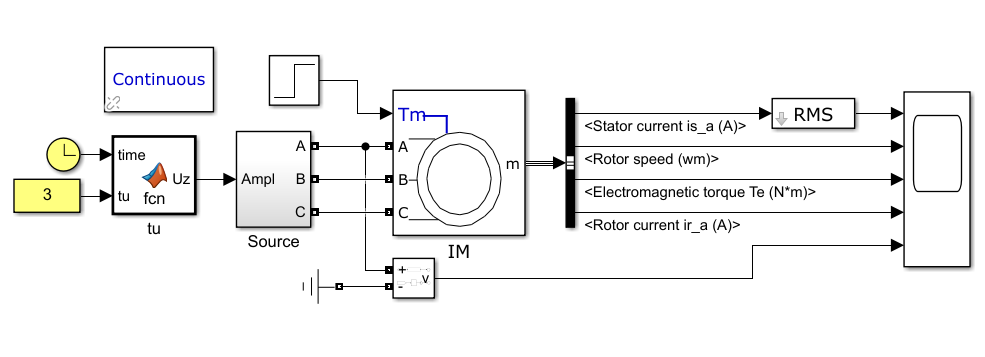 Continuous
Tm
time
tu
fcn
Uz
tu
3
Ampl
A
B
C
Source
A
B
C
m
IM
+
-
v
<Stator current is_a (A)>
<Rotor speed (wm)>
<Electromagnetic torque Te (N*m)>
<Rotor current ir_a (A)>
RMS